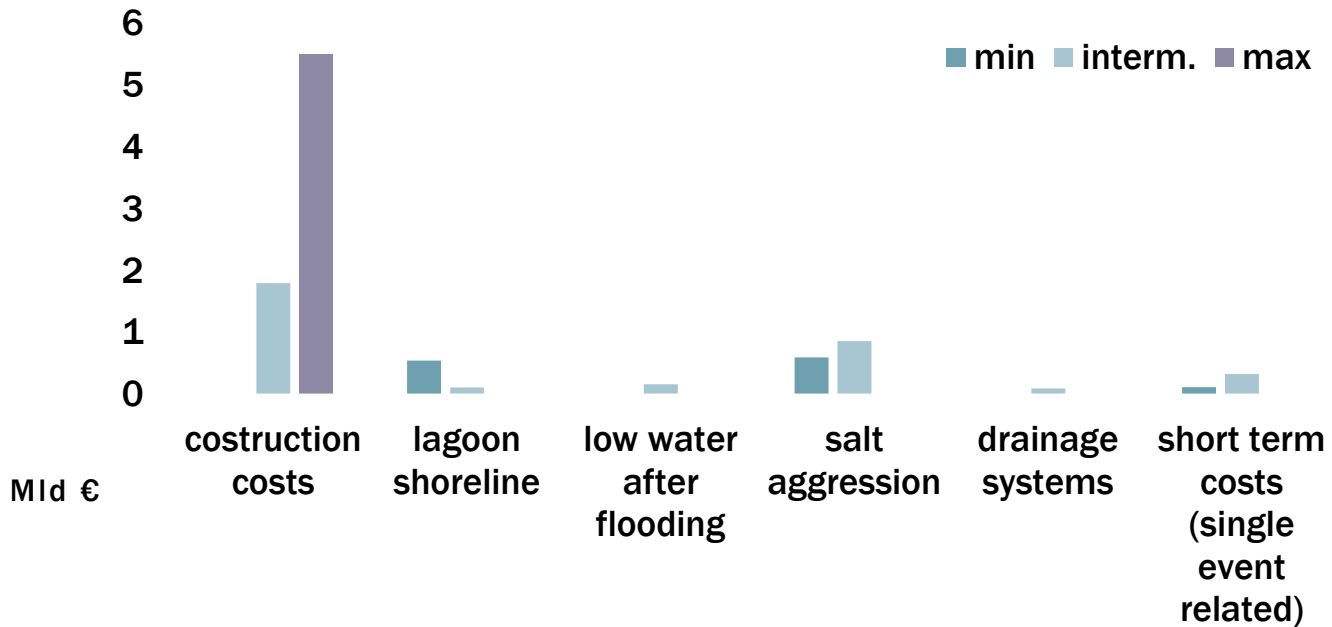 6
5
4
3
2
1
0
min interm. max
Mld €
costruction
costs
lagoon
shoreline
low water
after
flooding
salt
aggression
drainage
systems
short term
costs
(single
event
related)